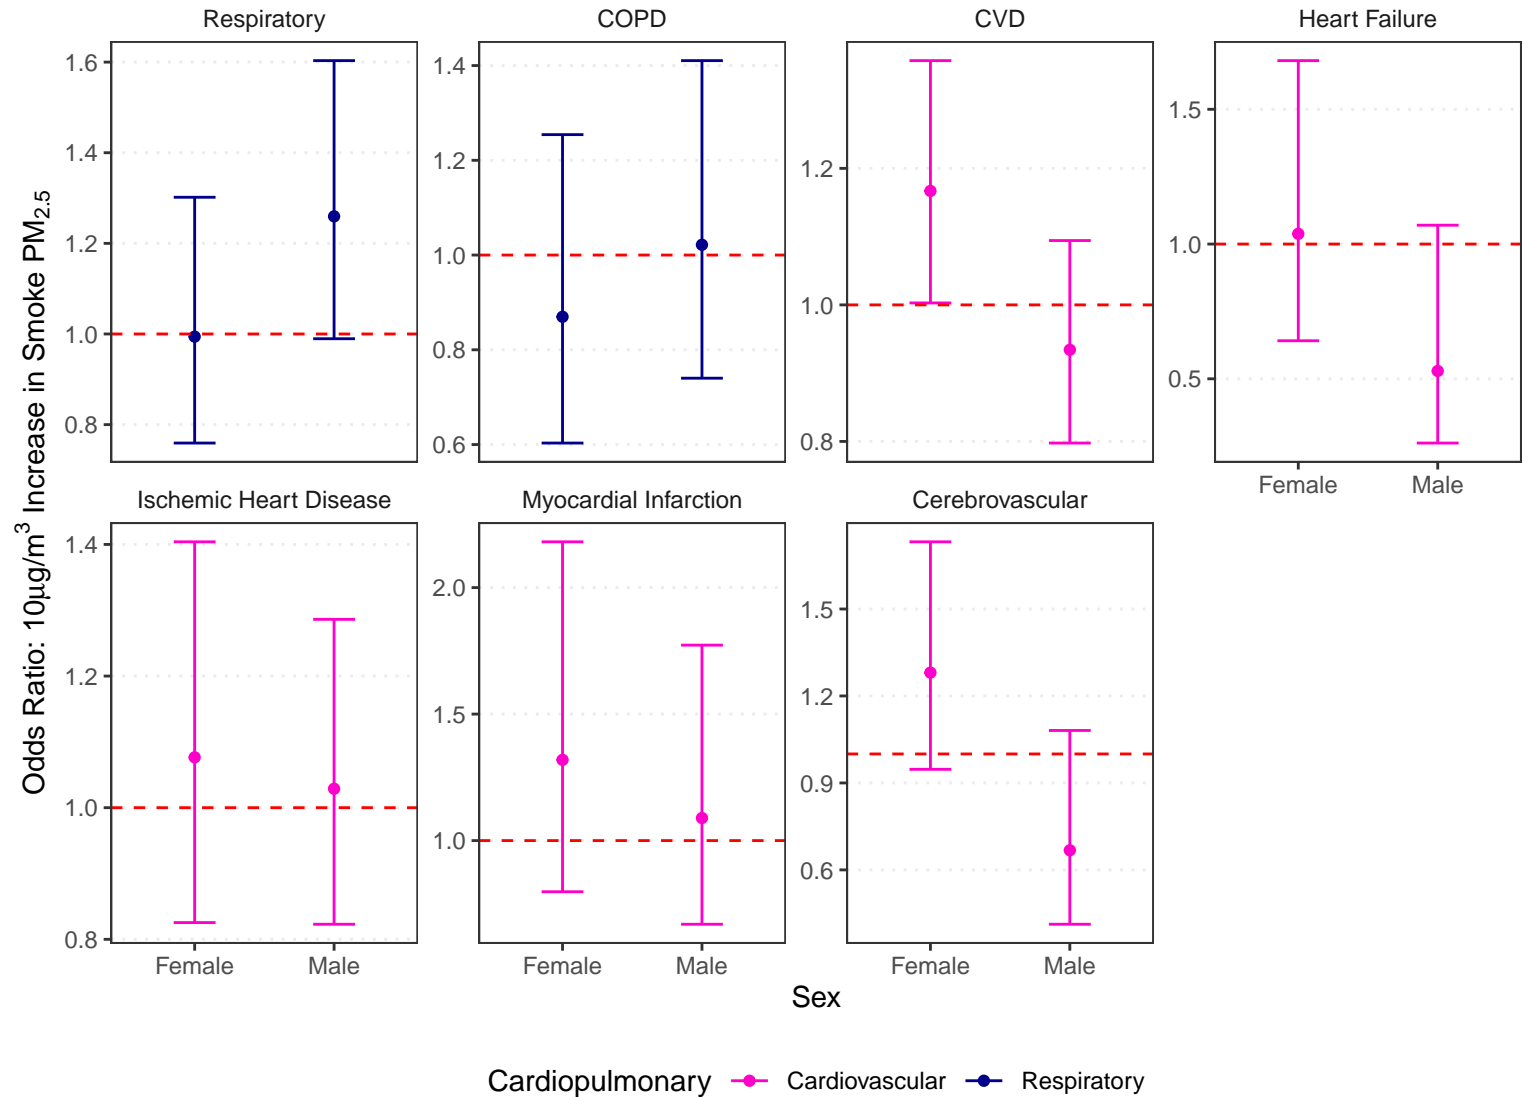 Respiratory COPD CVD Heart Failure
1.6 1.4 1.2 1.0 0.8
1.4 1.2 1.0 0.8 0.6
1.2 1.0 0.8
1.5 1.0 0.5
Female Male
Odds Ratio: 10μg/m³ Increase in Smoke PM₂.₅
Ischemic Heart Disease Myocardial Infarction Cerebrovascular
1.4 1.2 1.0 0.8
2.0 1.5 1.0
1.5 1.2 0.9 0.6
Female Male Female Male Female Male
Sex
Cardiopulmonary Cardiovascular Respiratory